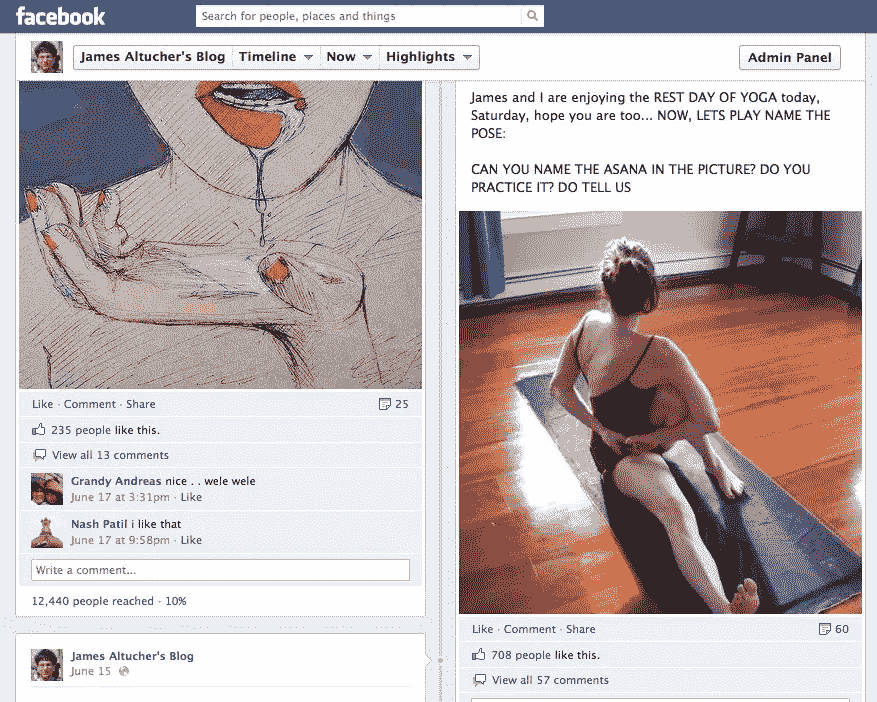 facebook
Search for people, places and things
James Altucher's Blog
Timeline
Now
Highlights
Admin Panel
Like · Comment · Share
25
235 people like this.
View all 13 comments
Grandy Andreas nice . . wele wele
June 17 at 3:31pm · Like
Nash Patil i like that
June 17 at 9:58pm · Like
Write a comment...
12,440 people reached · 10%
James Altucher's Blog
June 15
James and I are enjoying the REST DAY OF YOGA today,
Saturday, hope you are too... NOW, LETS PLAY NAME THE
POSE:
CAN YOU NAME THE ASANA IN THE PICTURE? DO YOU
PRACTICE IT? DO TELL US
Like · Comment · Share
60
708 people like this.
View all 57 comments